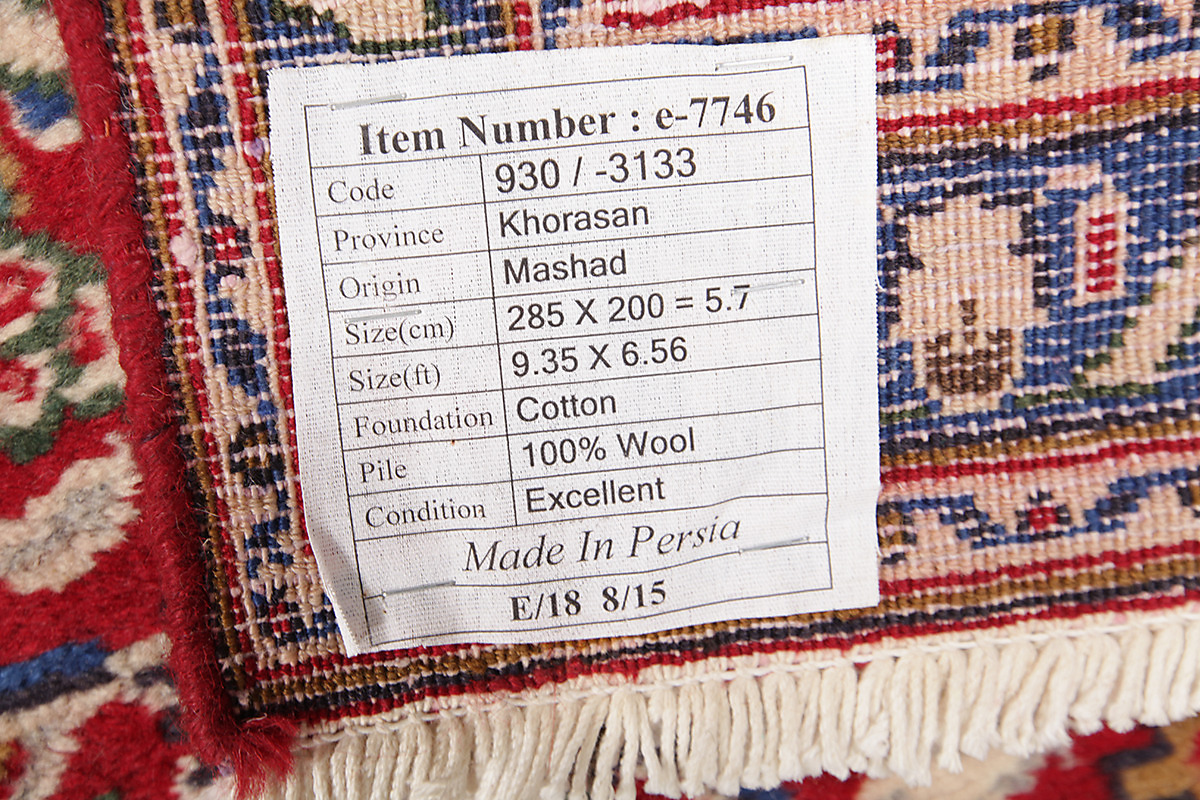 Item Number : e-7746
Code 930 / -3133
Province Khorasan
Origin Mashad
Size(cm) 285 X 200 = 5.7
Size(ft) 9.35 X 6.56
Foundation Cotton
Pile 100% Wool
Condition Excellent
Made In Persia
E/18 8/15